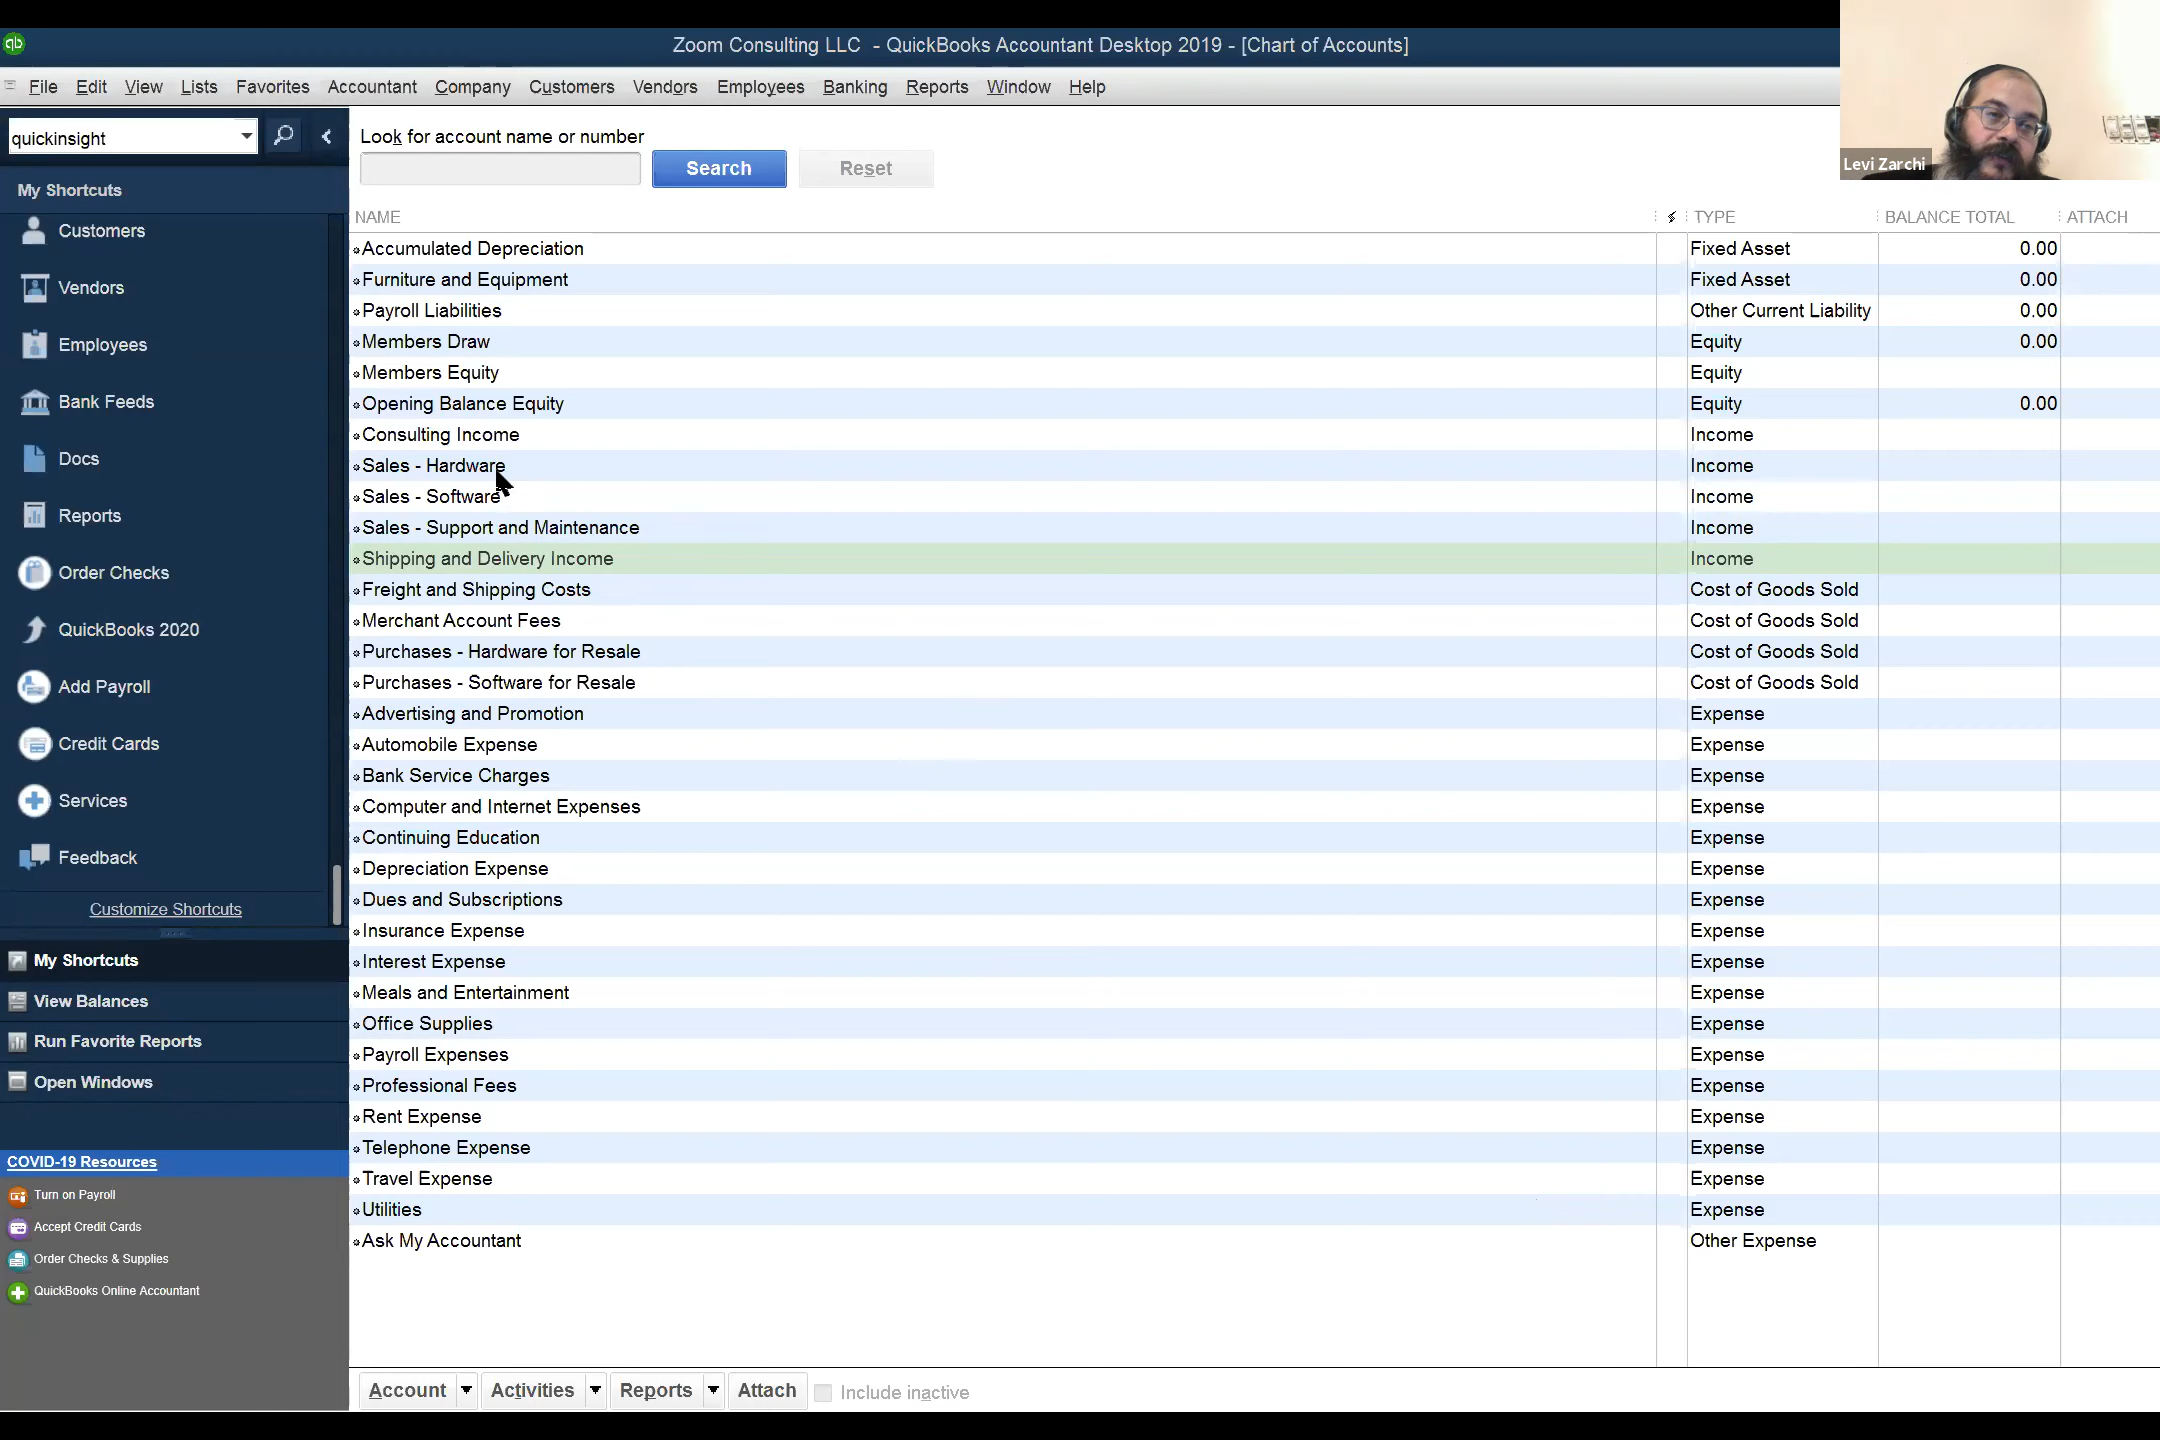 qb
Zoom Consulting LLC - QuickBooks Accountant Desktop 2019 - [Chart of Accounts]
File Edit View Lists Favorites Accountant Company Customers Vendors Employees Banking Reports Window Help
Levi Zarchi
quickinsight
My Shortcuts
Customers
Vendors
Employees
Bank Feeds
Docs
Reports
Order Checks
QuickBooks 2020
Add Payroll
Credit Cards
Services
Feedback
Customize Shortcuts
My Shortcuts
View Balances
Run Favorite Reports
Open Windows
COVID-19 Resources
Turn on Payroll
Accept Credit Cards
Order Checks & Supplies
QuickBooks Online Accountant
Look for account name or number
Search Reset
NAME TYPE BALANCE TOTAL ATTACH
Accumulated Depreciation Fixed Asset 0.00
Furniture and Equipment Fixed Asset 0.00
Payroll Liabilities Other Current Liability 0.00
Members Draw Equity 0.00
Members Equity Equity
Opening Balance Equity Equity 0.00
Consulting Income Income
Sales - Hardware Income
Sales - Software Income
Sales - Support and Maintenance Income
Shipping and Delivery Income Income
Freight and Shipping Costs Cost of Goods Sold
Merchant Account Fees Cost of Goods Sold
Purchases - Hardware for Resale Cost of Goods Sold
Purchases - Software for Resale Cost of Goods Sold
Advertising and Promotion Expense
Automobile Expense Expense
Bank Service Charges Expense
Computer and Internet Expenses Expense
Continuing Education Expense
Depreciation Expense Expense
Dues and Subscriptions Expense
Insurance Expense Expense
Interest Expense Expense
Meals and Entertainment Expense
Office Supplies Expense
Payroll Expenses Expense
Professional Fees Expense
Rent Expense Expense
Telephone Expense Expense
Travel Expense Expense
Utilities Expense
Ask My Accountant Other Expense
Account Activities Reports Attach Include inactive